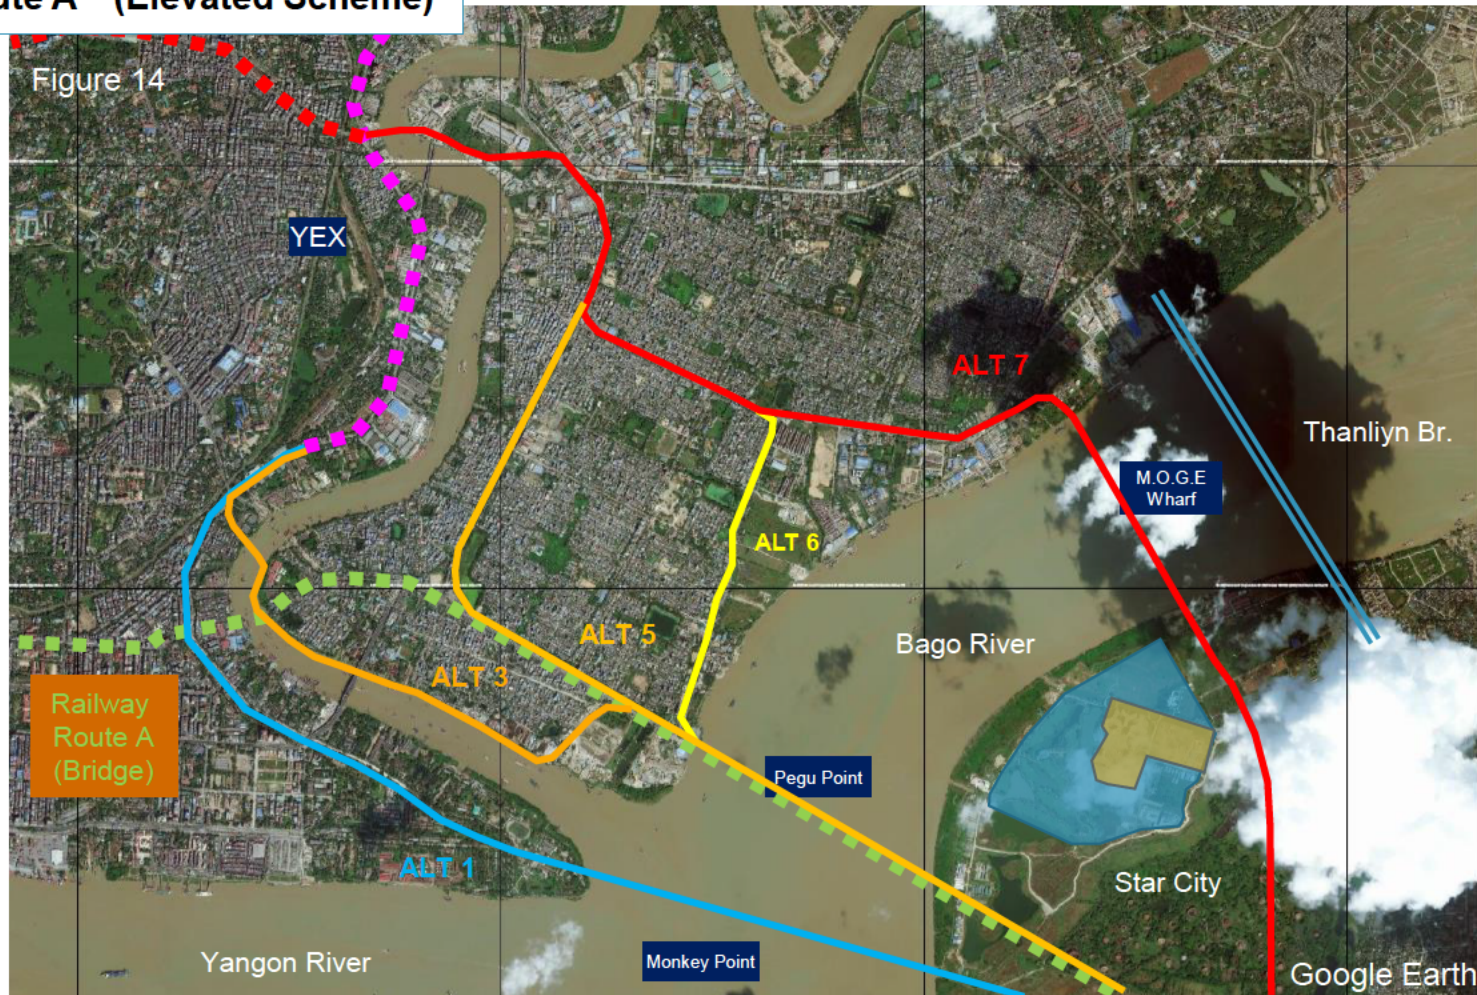 A (Elevated Scheme)
Figure 14
YEX
ALT 7
Thanliyn Br.
M.O.G.E
Wharf
ALT 6
ALT 5
Bago River
ALT 3
Railway
Route A
(Bridge)
Pegu Point
ALT 1
Star City
Yangon River
Monkey Point
Google Earth